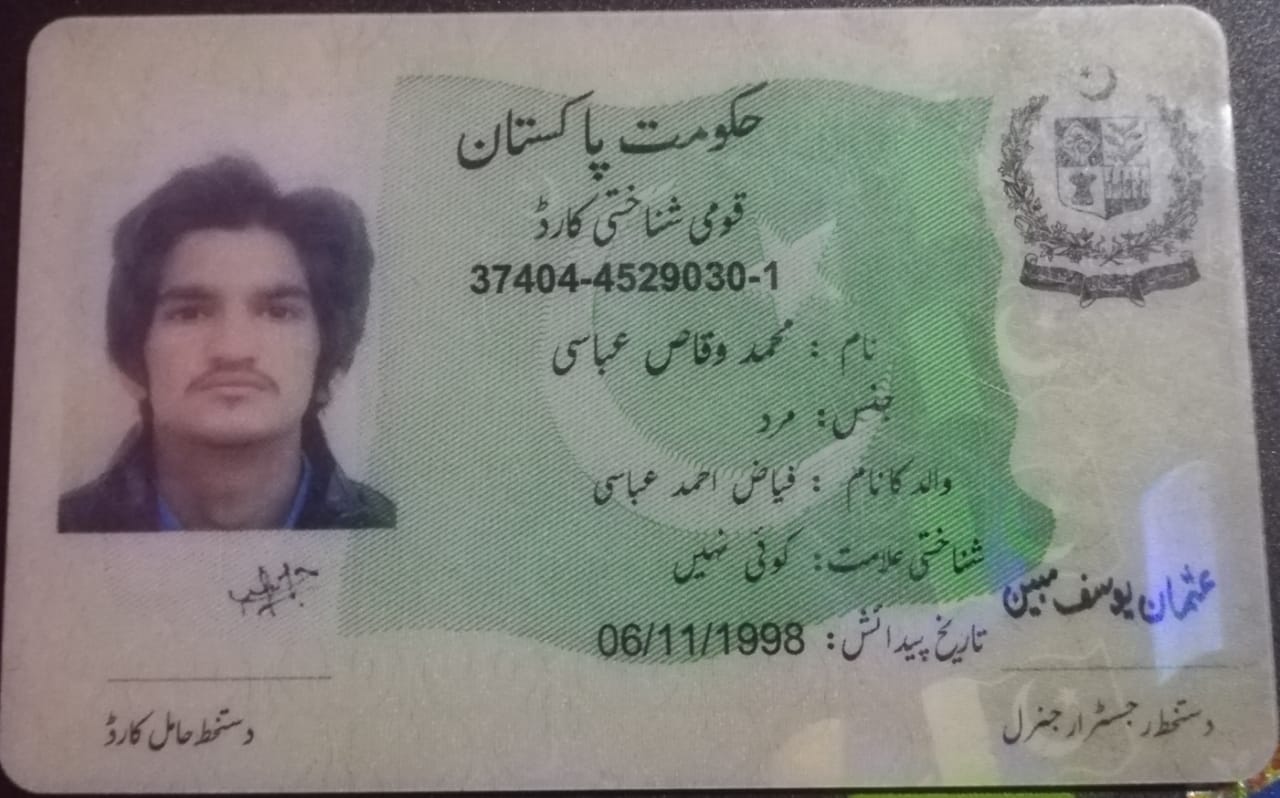 حکومت پاکستان
قومی شناختی کارڈ
37404-4529030-1
نام : محمد وقاص عباسی
جنس : مرد
والد کا نام : فیاض احمد عباسی
شناختی علامت : کوئی نہیں
تاریخ پیدائش : 06/11/1998
عثمان یوسف مبین
دستخط رجسٹرار جنرل
دستخط حامل کارڈ